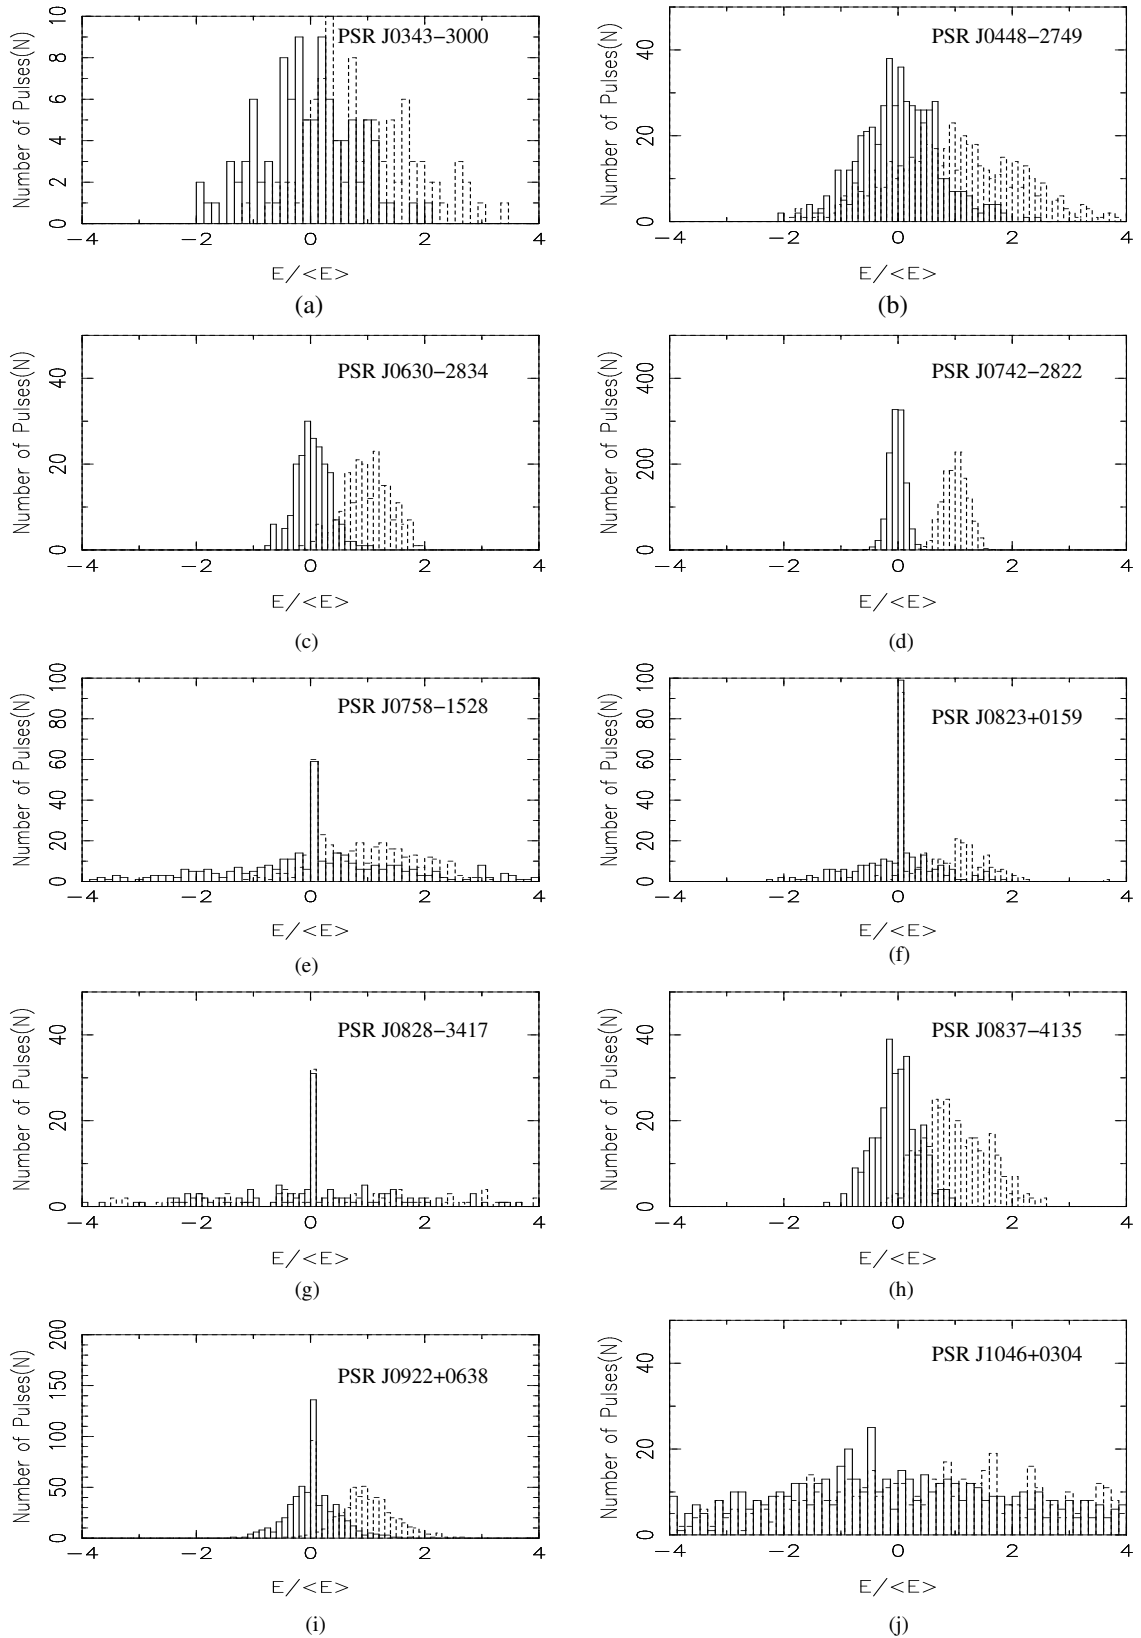 PSR J0343−3000
Number of Pulses(N)
10
8
6
4
2
0
−4 −2 0 2 4
E/<E>
(a)
PSR J0448−2749
Number of Pulses(N)
40
20
0
−4 −2 0 2 4
E/<E>
(b)
PSR J0630−2834
Number of Pulses(N)
40
20
0
−4 −2 0 2 4
E/<E>
(c)
PSR J0742−2822
Number of Pulses(N)
400
200
0
−4 −2 0 2 4
E/<E>
(d)
PSR J0758−1528
Number of Pulses(N)
100
80
60
40
20
0
−4 −2 0 2 4
E/<E>
(e)
PSR J0823+0159
Number of Pulses(N)
100
80
60
40
20
0
−4 −2 0 2 4
E/<E>
(f)
PSR J0828−3417
Number of Pulses(N)
40
20
0
−4 −2 0 2 4
E/<E>
(g)
PSR J0837−4135
Number of Pulses(N)
40
20
0
−4 −2 0 2 4
E/<E>
(h)
PSR J0922+0638
Number of Pulses(N)
200
150
100
50
0
−4 −2 0 2 4
E/<E>
(i)
PSR J1046+0304
Number of Pulses(N)
40
20
0
−4 −2 0 2 4
E/<E>
(j)